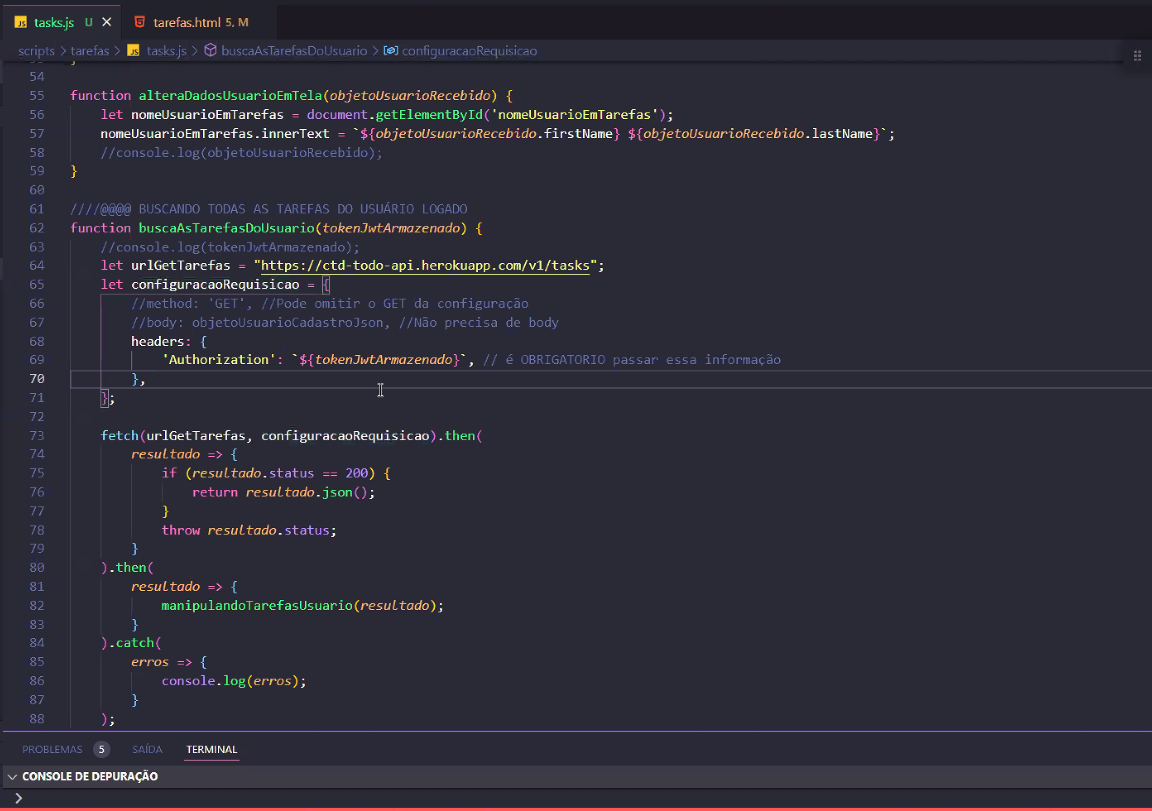 JS tasks.js U × tarefas.html 5, M
scripts > tarefas > JS tasks.js > buscaAsTarefasDoUsuario > configuracaoRequisicao
54
55 function alteraDadosUsuarioEmTela(objetoUsuarioRecebido) {
56 let nomeUsuarioEmTarefas = document.getElementById('nomeUsuarioEmTarefas');
57 nomeUsuarioEmTarefas.innerText = `${objetoUsuarioRecebido.firstName} ${objetoUsuarioRecebido.lastName}`;
58 //console.log(objetoUsuarioRecebido);
59 }
60
61 ////@@@@ BUSCANDO TODAS AS TAREFAS DO USUÁRIO LOGADO
62 function buscaAsTarefasDoUsuario(tokenJwtArmazenado) {
63 //console.log(tokenJwtArmazenado);
64 let urlGetTarefas = "https://ctd-todo-api.herokuapp.com/v1/tasks";
65 let configuracaoRequisicao = {
66 //method: 'GET', //Pode omitir o GET da configuração
67 //body: objetoUsuarioCadastroJson, //Não precisa de body
68 headers: {
69 'Authorization': `${tokenJwtArmazenado}`, // é OBRIGATORIO passar essa informação
70 },
71 };
72
73 fetch(urlGetTarefas, configuracaoRequisicao).then(
74 resultado => {
75 if (resultado.status == 200) {
76 return resultado.json();
77 }
78 throw resultado.status;
79 }
80 ).then(
81 resultado => {
82 manipulandoTarefasUsuario(resultado);
83 }
84 ).catch(
85 erros => {
86 console.log(erros);
87 }
88 );
PROBLEMAS 5 SAÍDA TERMINAL
CONSOLE DE DEPURAÇÃO
>